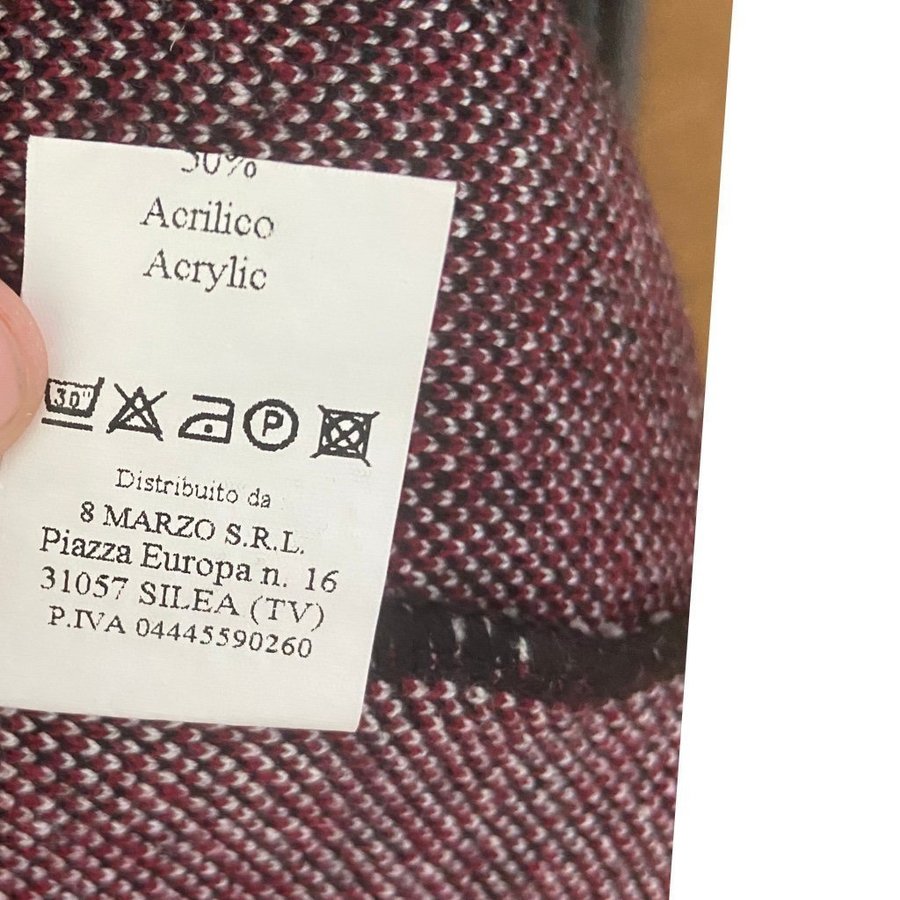 Acrilico
Acrylic
30°
P
Distribuito da
8 MARZO S.R.L.
Piazza Europa n. 16
31057 SILEA (TV)
P.IVA 04445590260